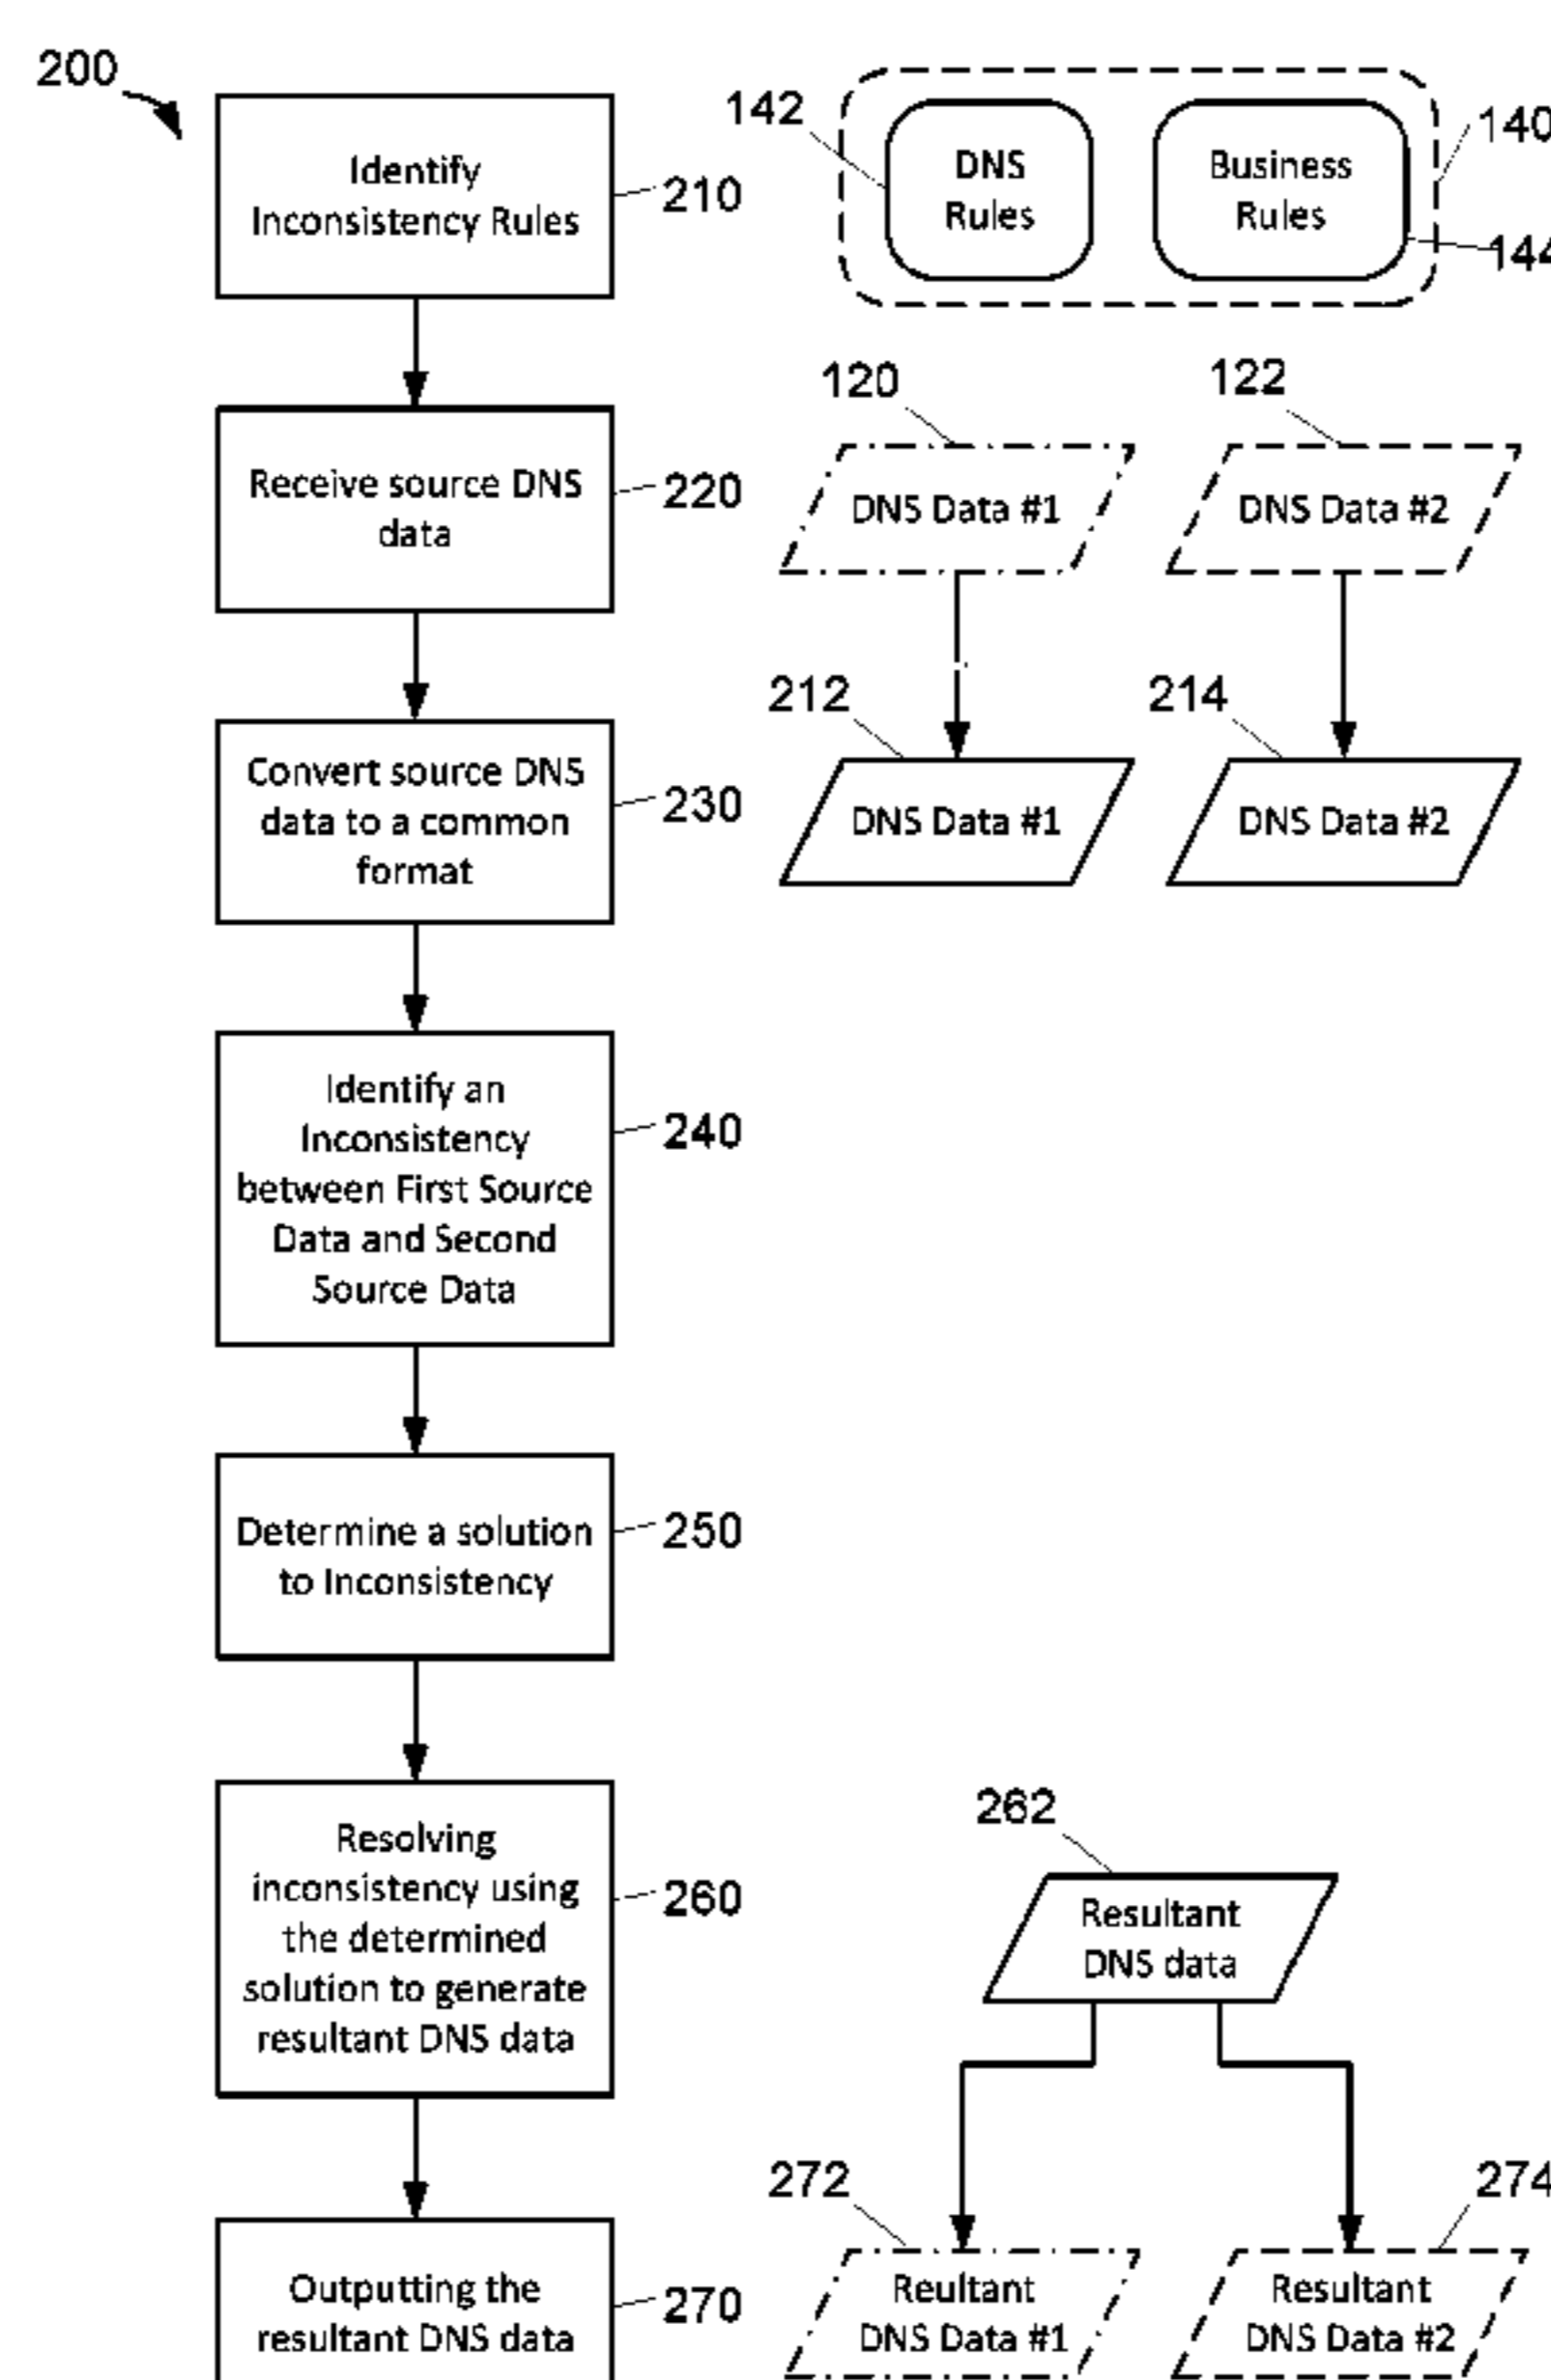 200
Identify
Inconsistency Rules
210
142
DNS
Rules
Business
Rules
140
144
Receive source DNS
data
220
120
DNS Data #1
122
DNS Data #2
Convert source DNS
data to a common
format
230
212
DNS Data #1
214
DNS Data #2
Identify an
Inconsistency
between First Source
Data and Second
Source Data
240
Determine a solution
to Inconsistency
250
Resolving
inconsistency using
the determined
solution to generate
resultant DNS data
260
262
Resultant
DNS data
Outputting the
resultant DNS data
270
272
Reultant
DNS Data #1
274
Resultant
DNS Data #2